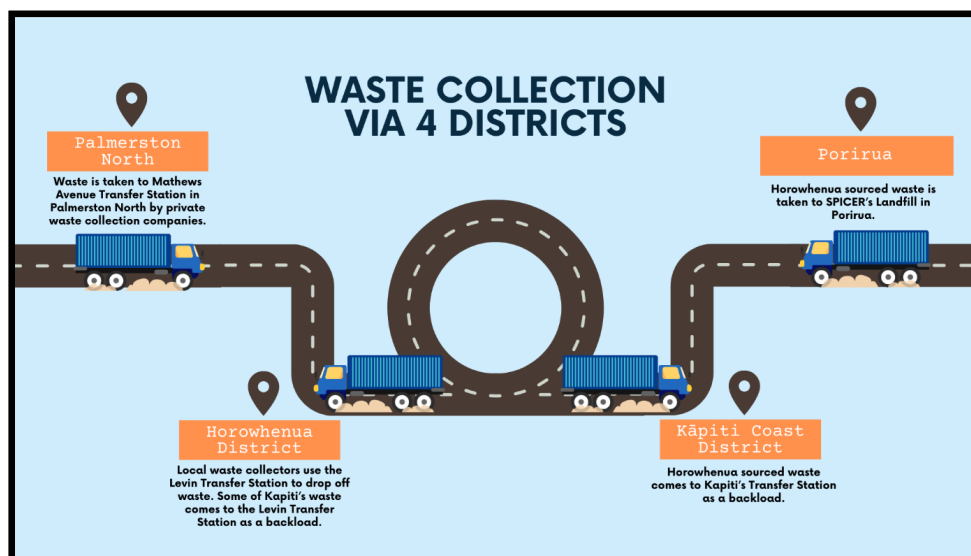 WASTE COLLECTION
VIA 4 DISTRICTS
Palmerston
North
Waste is taken to Mathews
Avenue Transfer Station in
Palmerston North by private
waste collection companies.
Porirua
Horowhenua sourced waste is
taken to SPICER's Landfill in
Porirua.
Horowhenua
District
Local waste collectors use the
Levin Transfer Station to drop off
waste. Some of Kapiti's waste
comes to the Levin Transfer
Station as a backload.
Kāpiti Coast
District
Horowhenua sourced waste
comes to Kapiti's Transfer Station
as a backload.